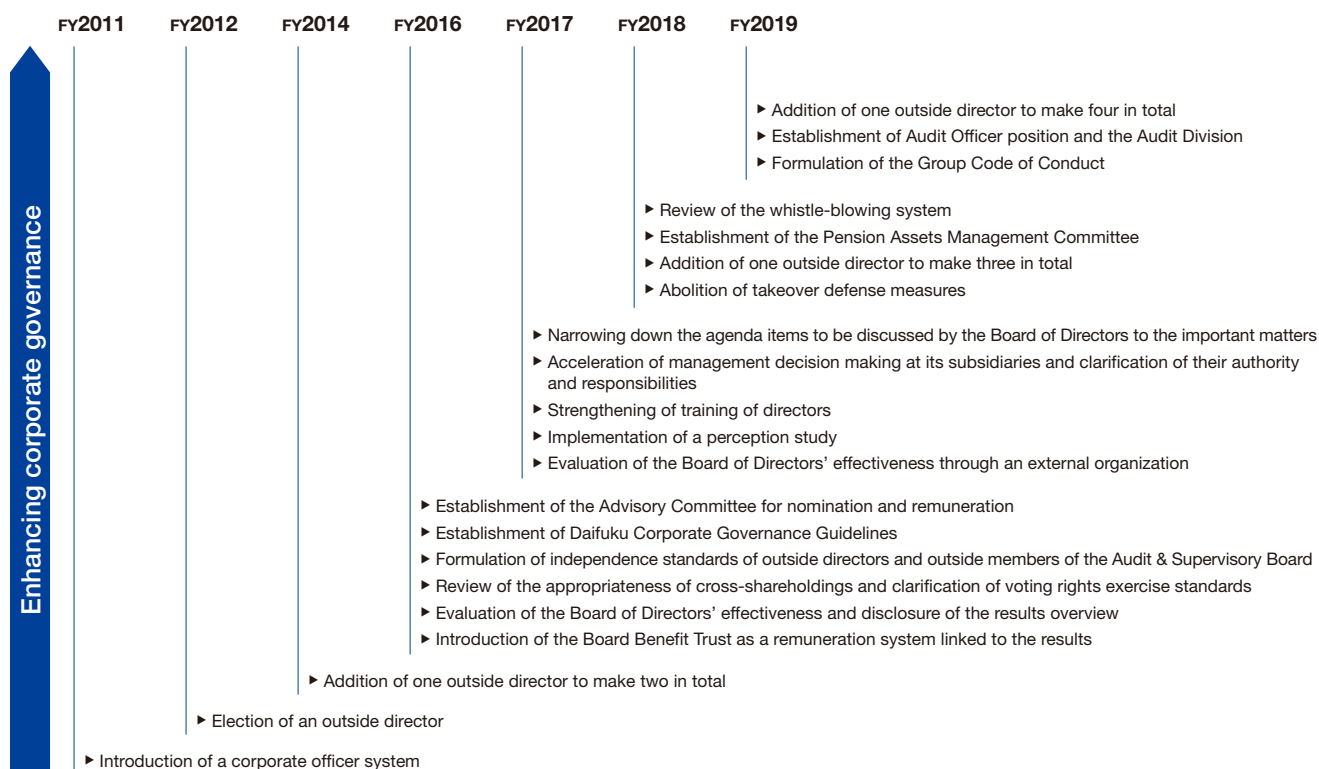 FY2011 FY2012 FY2014 FY2016 FY2017 FY2018 FY2019
Enhancing corporate governance
▶ Addition of one outside director to make four in total
▶ Establishment of Audit Officer position and the Audit Division
▶ Formulation of the Group Code of Conduct
▶ Review of the whistle-blowing system
▶ Establishment of the Pension Assets Management Committee
▶ Addition of one outside director to make three in total
▶ Abolition of takeover defense measures
▶ Narrowing down the agenda items to be discussed by the Board of Directors to the important matters
▶ Acceleration of management decision making at its subsidiaries and clarification of their authority
and responsibilities
▶ Strengthening of training of directors
▶ Implementation of a perception study
▶ Evaluation of the Board of Directors’ effectiveness through an external organization
▶ Establishment of the Advisory Committee for nomination and remuneration
▶ Establishment of Daifuku Corporate Governance Guidelines
▶ Formulation of independence standards of outside directors and outside members of the Audit & Supervisory Board
▶ Review of the appropriateness of cross-shareholdings and clarification of voting rights exercise standards
▶ Evaluation of the Board of Directors’ effectiveness and disclosure of the results overview
▶ Introduction of the Board Benefit Trust as a remuneration system linked to the results
▶ Addition of one outside director to make two in total
▶ Election of an outside director
▶ Introduction of a corporate officer system